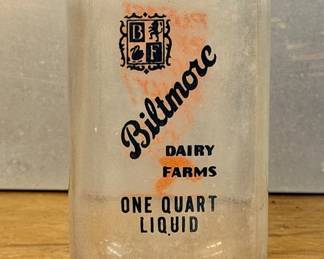 B F
Biltmore
DAIRY
FARMS
ONE QUART
LIQUID